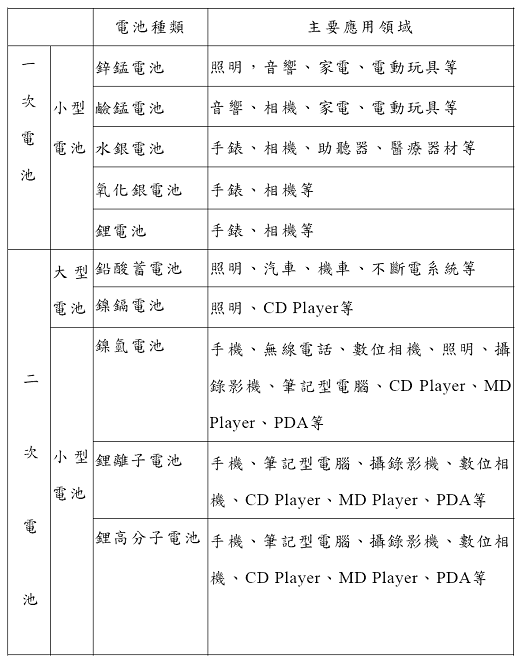 電池種類 主要應用領域
一次電池 小型電池 鋅錳電池 照明，音響、家電、電動玩具等
鹼錳電池 音響、相機、家電、電動玩具等
水銀電池 手錶、相機、助聽器、醫療器材等
氧化銀電池 手錶、相機等
鋰電池 手錶、相機等
二次電池 大型電池 鉛酸蓄電池 照明、汽車、機車、不斷電系統等
鎳鎘電池 照明、CD Player等
小型電池 鎳氫電池 手機、無線電話、數位相機、照明、攝
錄影機、筆記型電腦、CD Player、MD
Player、PDA等
鋰離子電池 手機、筆記型電腦、攝錄影機、數位相
機、CD Player、MD Player、PDA等
鋰高分子電池 手機、筆記型電腦、攝錄影機、數位相
機、CD Player、MD Player、PDA等